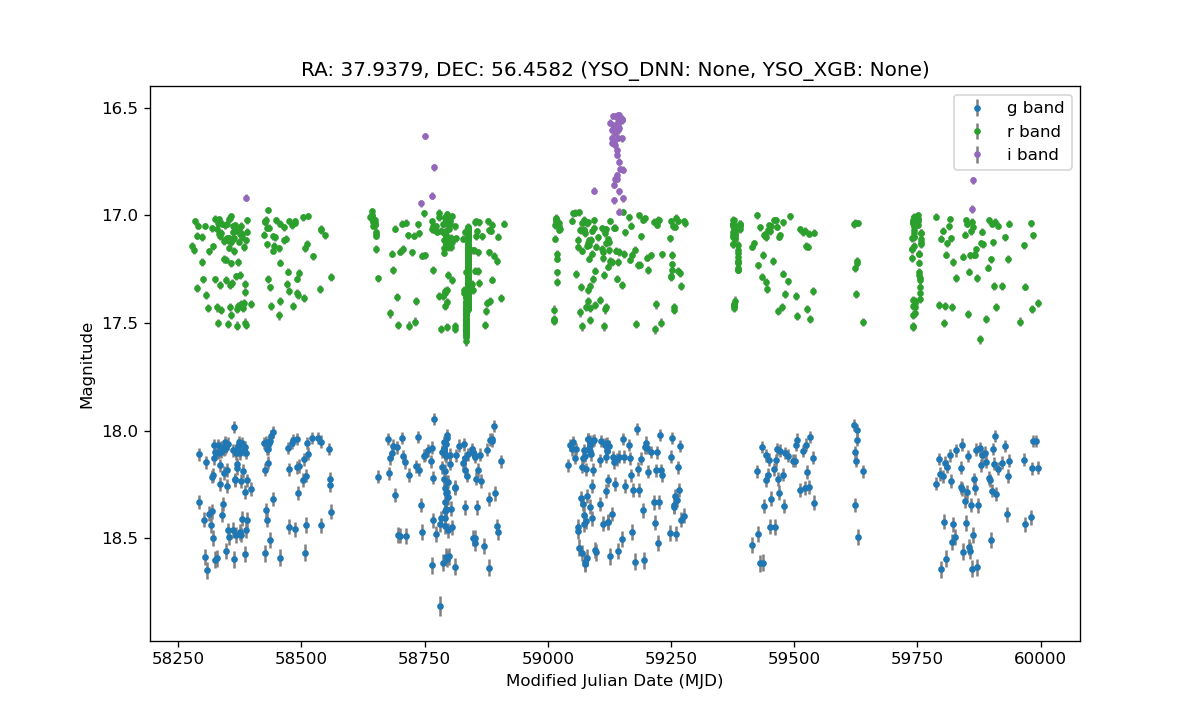 RA: 37.9379, DEC: 56.4582 (YSO_DNN: None, YSO_XGB: None)
g band
r band
i band
16.5
17.0
17.5
18.0
18.5
Magnitude
58250
58500
58750
59000
59250
59500
59750
60000
Modified Julian Date (MJD)